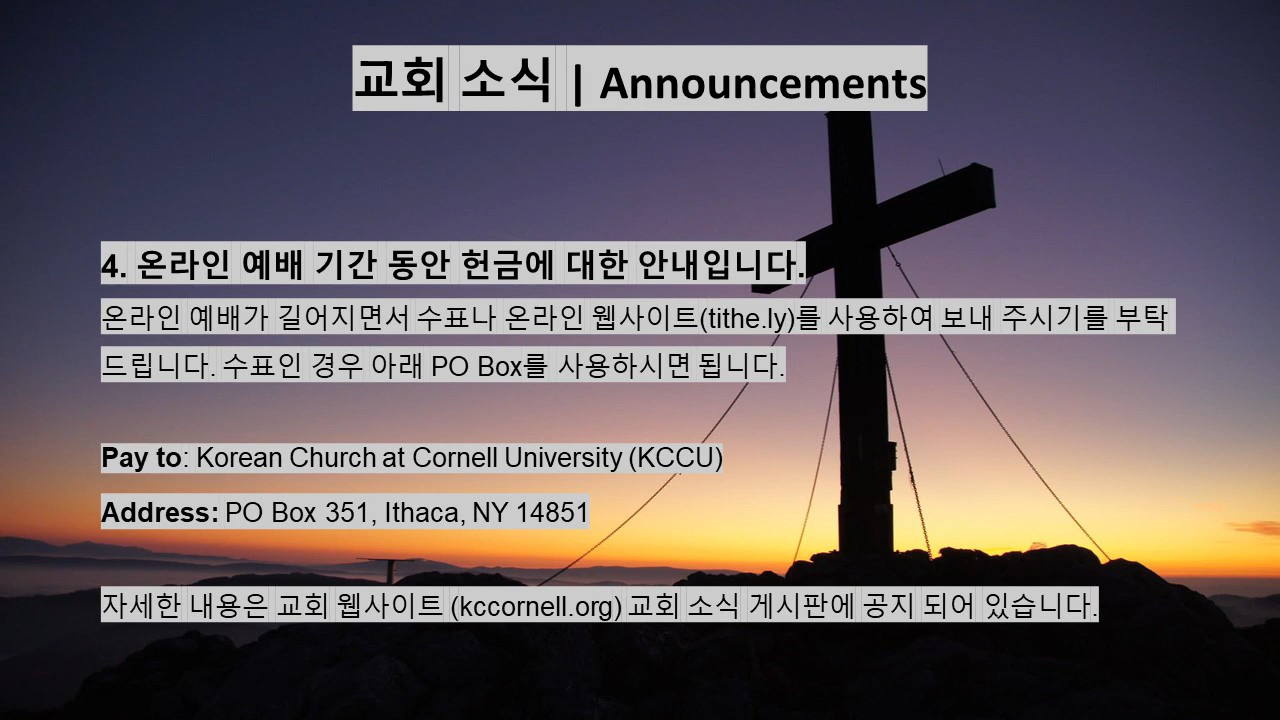 교회 소식 | Announcements
4. 온라인 예배 기간 동안 헌금에 대한 안내입니다.
온라인 예배가 길어지면서 수표나 온라인 웹사이트(tithe.ly)를 사용하여 보내 주시기를 부탁
드립니다. 수표인 경우 아래 PO Box를 사용하시면 됩니다.
Pay to: Korean Church at Cornell University (KCCU)
Address: PO Box 351, Ithaca, NY 14851
자세한 내용은 교회 웹사이트 (kccornell.org) 교회 소식 게시판에 공지 되어 있습니다.